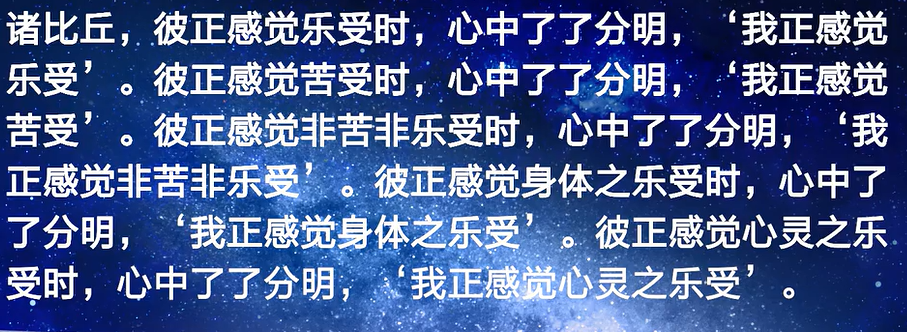 诸比丘，彼正感觉乐受时，心中了了分明，‘我正感觉
乐受’。彼正感觉苦受时，心中了了分明，‘我正感觉
苦受’。彼正感觉非苦非乐受时，心中了了分明，‘我
正感觉非苦非乐受’。彼正感觉身体之乐受时，心中了
了分明，‘我正感觉身体之乐受’。彼正感觉心灵之乐
受时，心中了了分明，‘我正感觉心灵之乐受’。